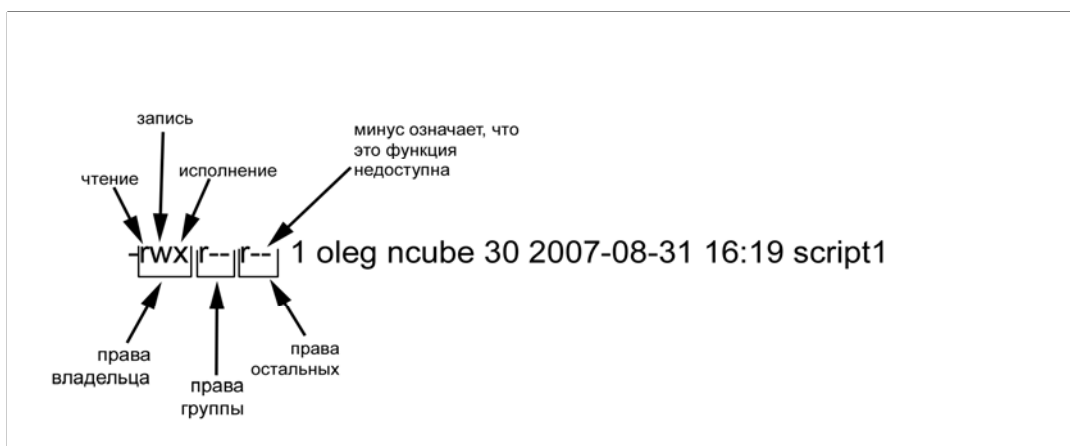 запись
минус означает, что
это функция
недоступна
чтение
исполнение
-rwx r-- r-- 1 oleg ncube 30 2007-08-31 16:19 script1
права
владельца
права
группы
права
остальных